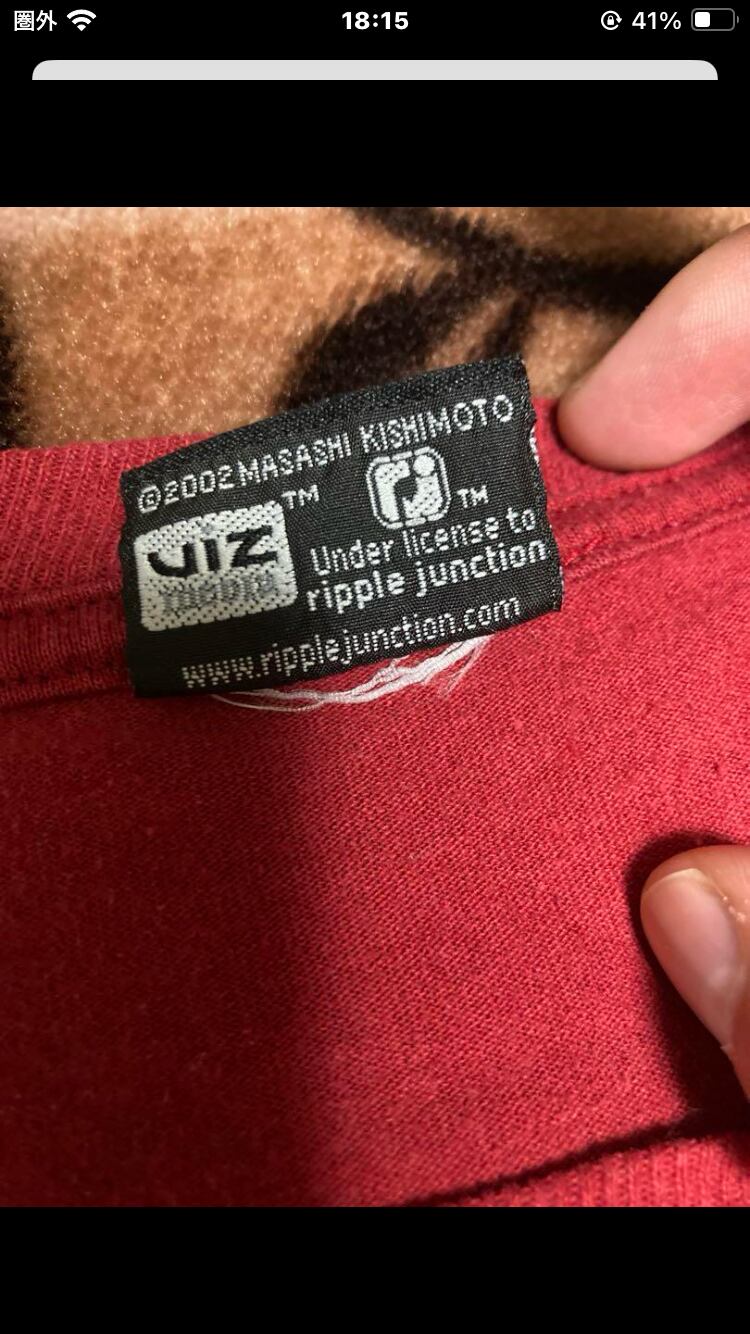 圏外 18:15 41%
©2002 MASASHI KISHIMOTO
VIZ media ™ rj ™
Under license to
ripple junction
www.ripplejunction.com